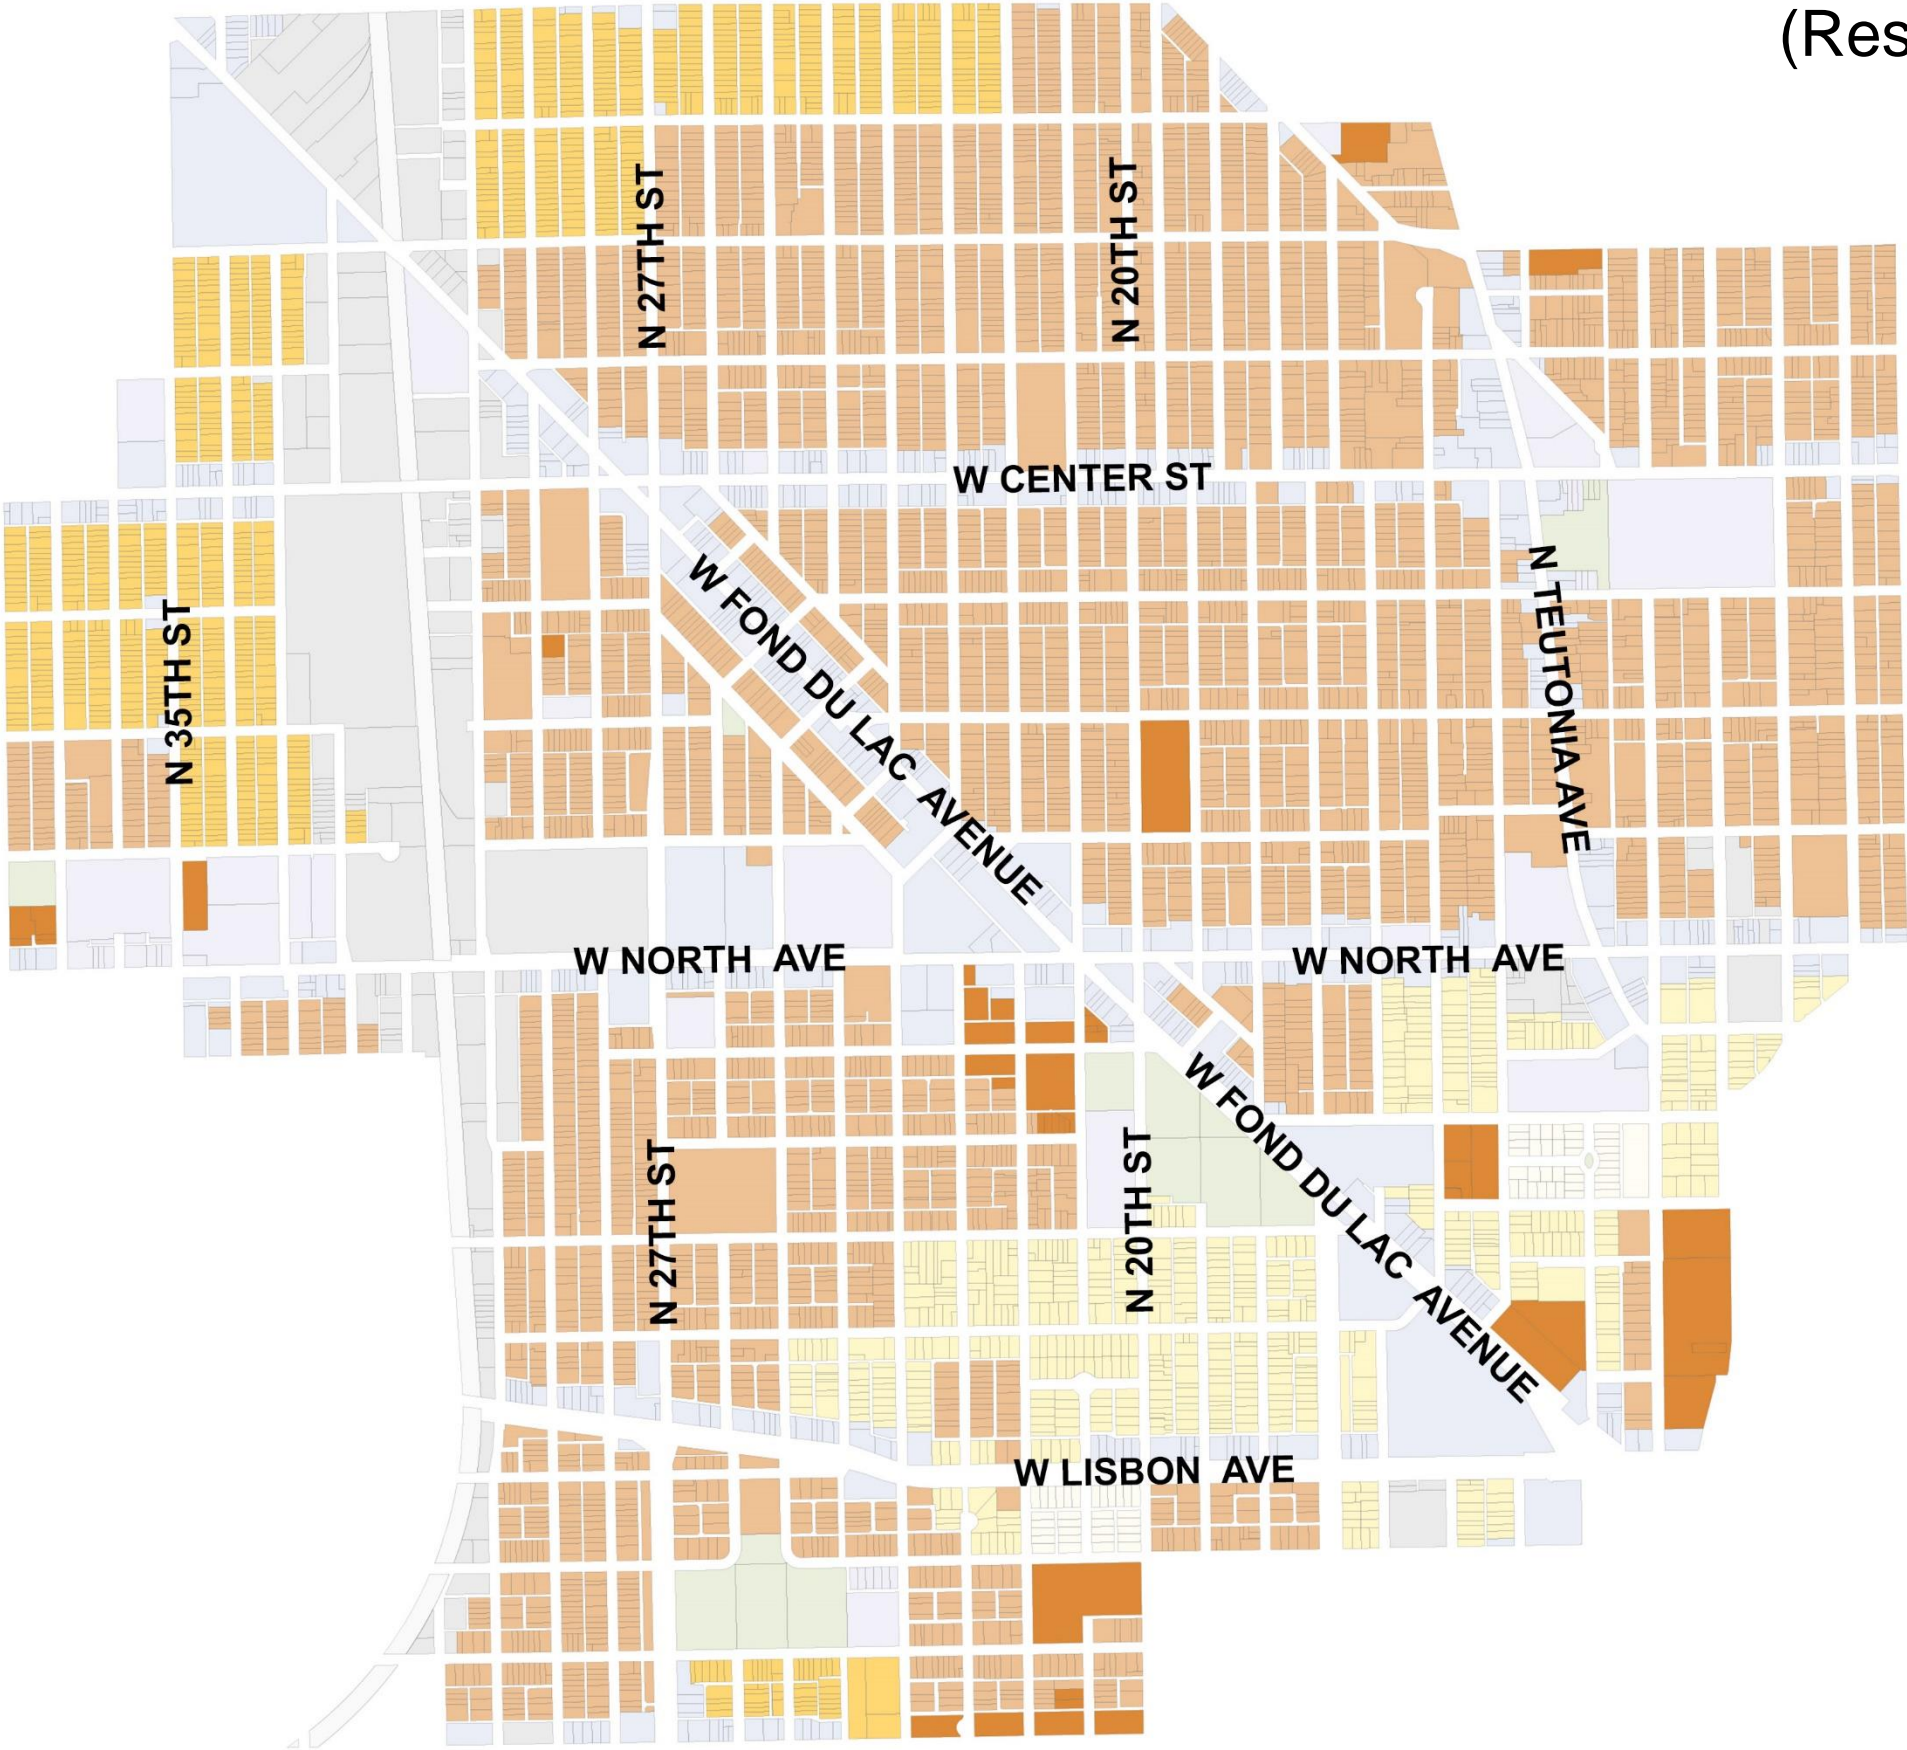 (Res
N 27TH ST
N 20TH ST
W CENTER ST
N 35TH ST
W FOND DU LAC AVENUE
N TEUTONIA AVE
W NORTH AVE
W NORTH AVE
N 27TH ST
N 20TH ST
W FOND DU LAC AVENUE
W LISBON AVE